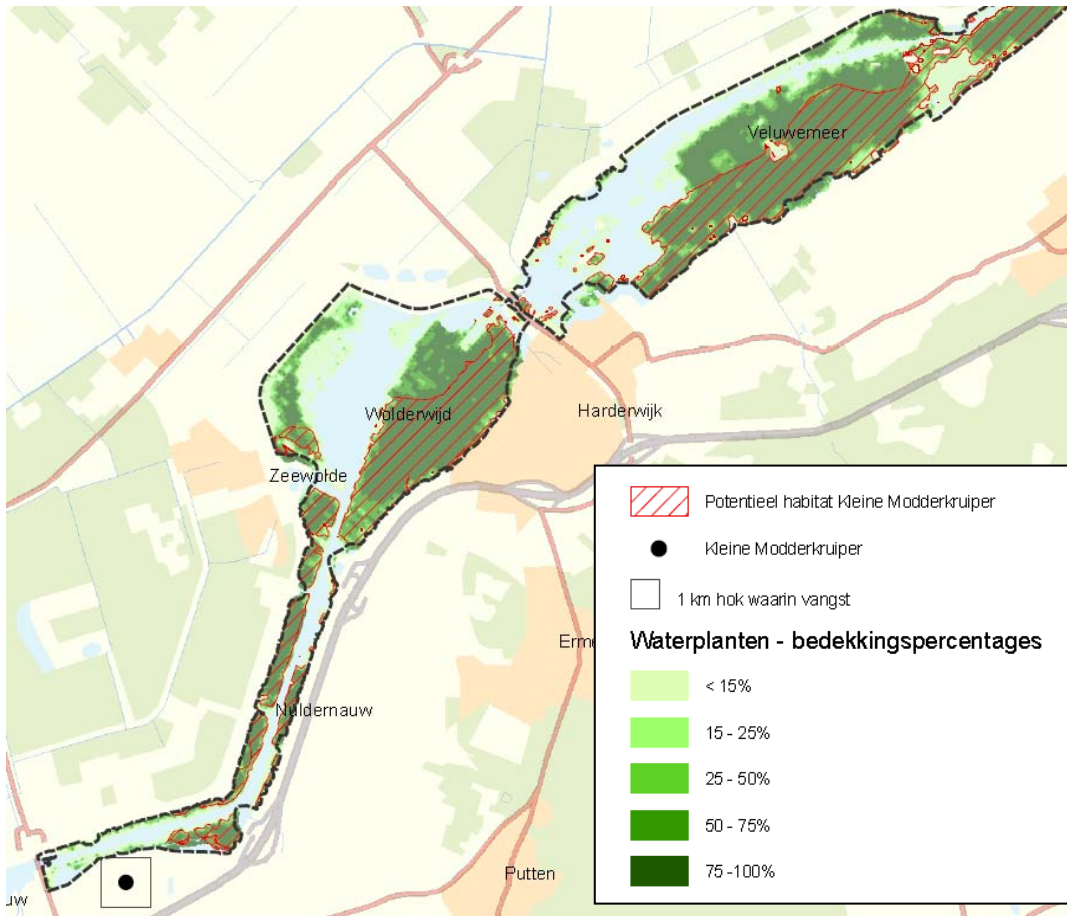 Veluwemeer
Wolderwijd
Harderwijk
Zeewolde
Potentieel habitat Kleine Modderkruiper
Kleine Modderkruiper
1 km hok waarin vangst
Waterplanten - bedekkingspercentages
Erme
< 15%
15 - 25%
Nuldernauw
25 - 50%
50 - 75%
75 -100%
Putten
uw